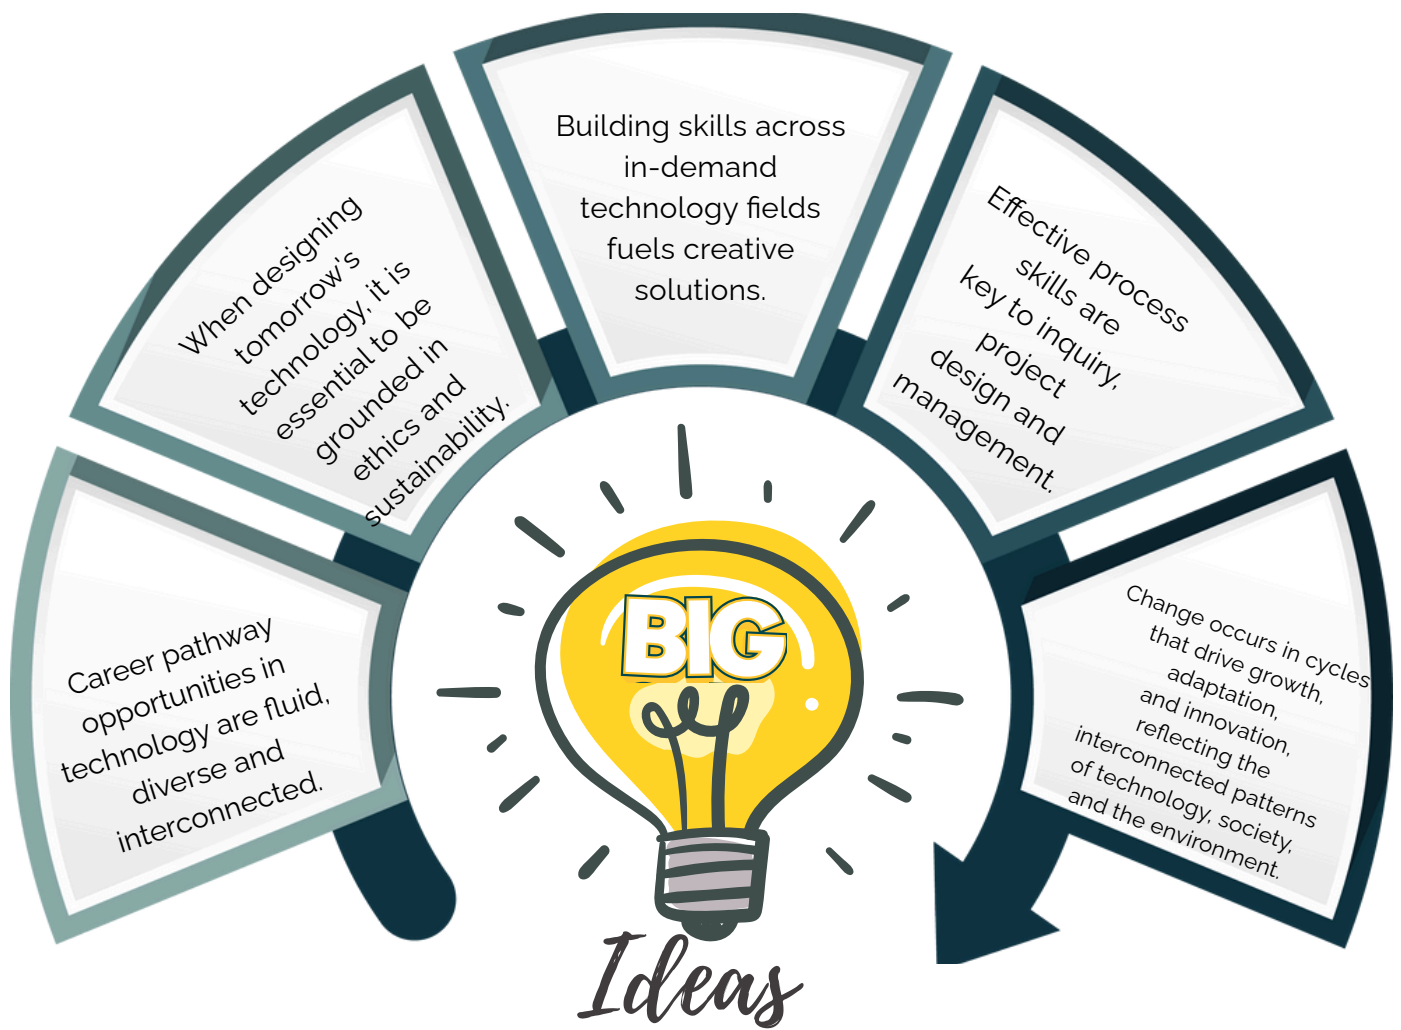 Career pathway
opportunities in
technology are fluid,
diverse and
interconnected.
When designing
tomorrow's
technology, it is
essential to be
grounded in
ethics and
sustainability.
Building skills across
in-demand
technology fields
fuels creative
solutions.
Effective process
skills are
key to inquiry,
project
design and
management.
Change occurs in cycles
that drive growth,
adaptation,
and innovation,
reflecting the
interconnected patterns
of technology, society,
and the environment.
BIG
Ideas